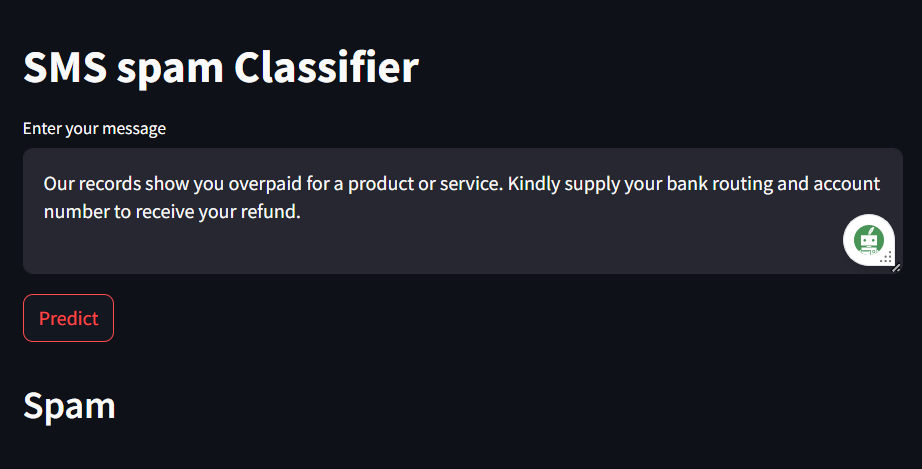 SMS spam Classifier
Enter your message
Our records show you overpaid for a product or service. Kindly supply your bank routing and account
number to receive your refund.
Predict
Spam